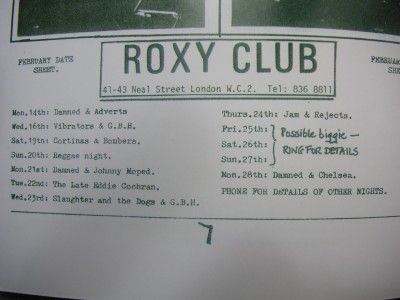 FEBRUARY DATE
SHEET.
ROXY CLUB
41-43 Neal Street London W.C.2. Tel: 836 8811
FEBRUARY
SHE
Mon.14th: Damned & Adverts
Wed.16th: Vibrators & G.B.H.
Sat.19th: Cortinas & Bombers.
Sun.20th: Reggae night.
Mon.21st: Damned & Johnny Moped.
Tue.22nd: The Late Eddie Cochran.
Wed.23rd: Slaughter and the Dogs & G.B.H.
Thurs.24th: Jam & Rejects.
Fri.25th:
Sat.26th:
Sun.27th:
Possible biggie —
RING FOR DETAILS
Mon.28th: Damned & Chelsea.
PHONE FOR DETAILS OF OTHER NIGHTS.
7